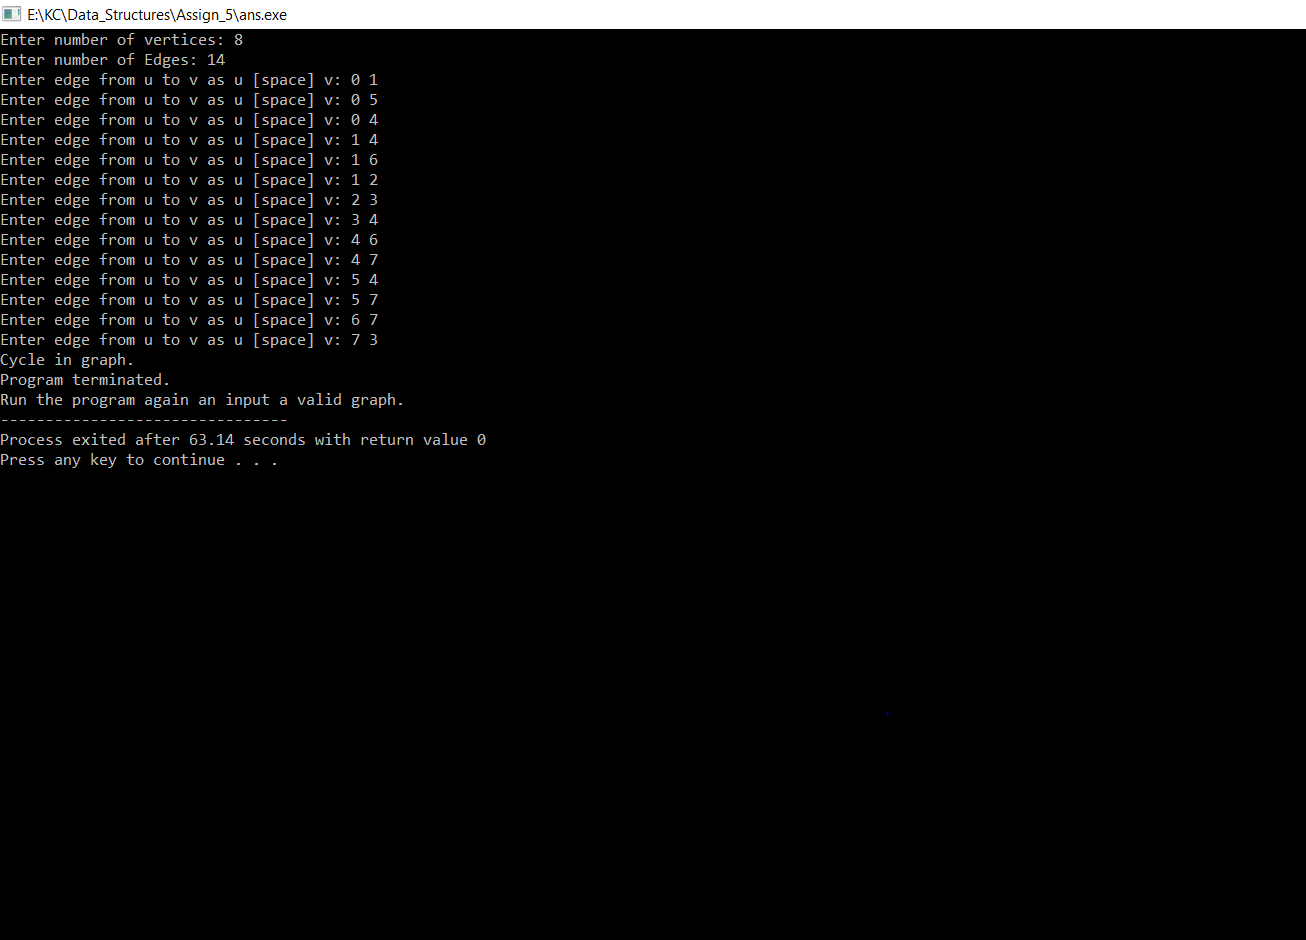 E:\KC\Data_Structures\Assign_5\ans.exe
Enter number of vertices: 8
Enter number of Edges: 14
Enter edge from u to v as u [space] v: 0 1
Enter edge from u to v as u [space] v: 0 5
Enter edge from u to v as u [space] v: 0 4
Enter edge from u to v as u [space] v: 1 4
Enter edge from u to v as u [space] v: 1 6
Enter edge from u to v as u [space] v: 1 2
Enter edge from u to v as u [space] v: 2 3
Enter edge from u to v as u [space] v: 3 4
Enter edge from u to v as u [space] v: 4 6
Enter edge from u to v as u [space] v: 4 7
Enter edge from u to v as u [space] v: 5 4
Enter edge from u to v as u [space] v: 5 7
Enter edge from u to v as u [space] v: 6 7
Enter edge from u to v as u [space] v: 7 3
Cycle in graph.
Program terminated.
Run the program again an input a valid graph.
--------------------------------
Process exited after 63.14 seconds with return value 0
Press any key to continue . . .